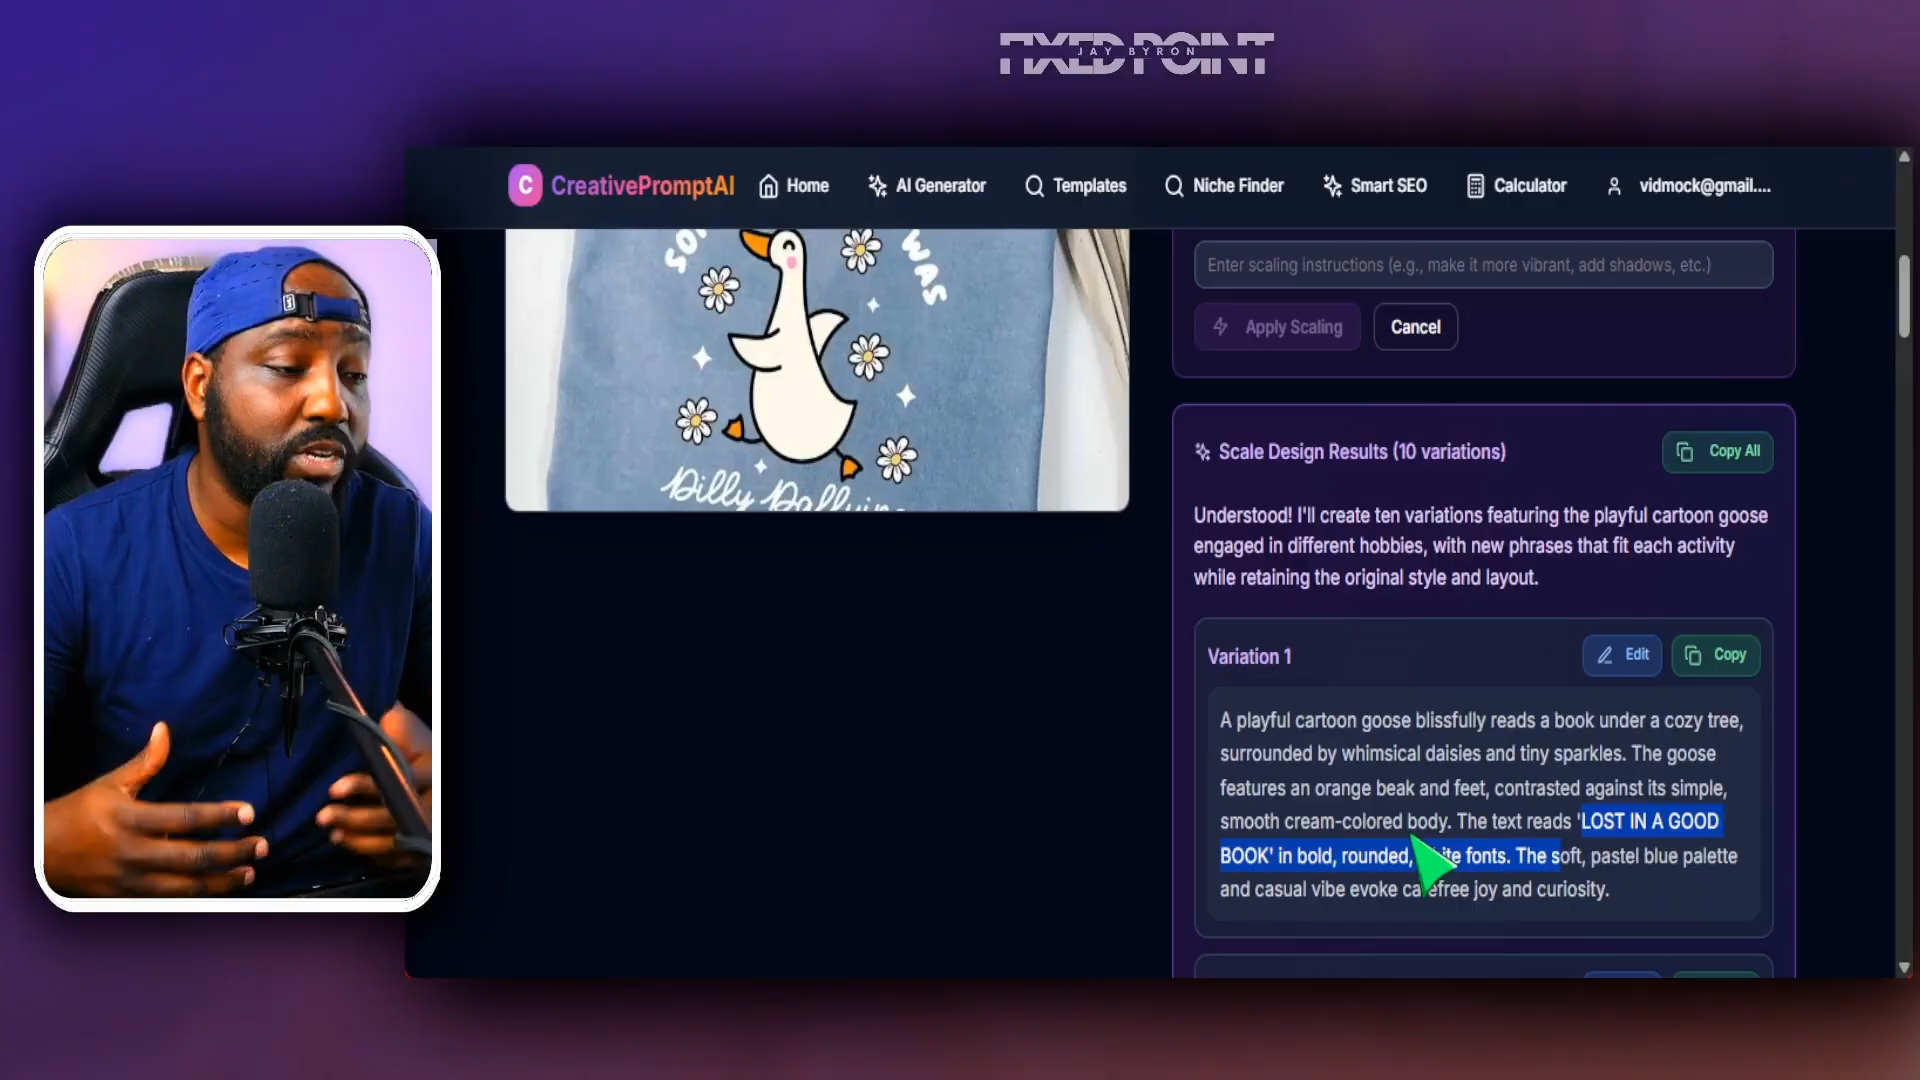 FIXED POINT
JAY BYRON
C CreativePromptAI
Home
AI Generator
Templates
Niche Finder
Smart SEO
Calculator
vidmock@gmail....
WAS
Dilly Dallying
Enter scaling instructions (e.g., make it more vibrant, add shadows, etc.)
Apply Scaling
Cancel
Scale Design Results (10 variations)
Copy All
Understood! I'll create ten variations featuring the playful cartoon goose
engaged in different hobbies, with new phrases that fit each activity
while retaining the original style and layout.
Variation 1
Edit
Copy
A playful cartoon goose blissfully reads a book under a cozy tree,
surrounded by whimsical daisies and tiny sparkles. The goose
features an orange beak and feet, contrasted against its simple,
smooth cream-colored body. The text reads 'LOST IN A GOOD
BOOK' in bold, rounded, white fonts. The soft, pastel blue palette
and casual vibe evoke carefree joy and curiosity.